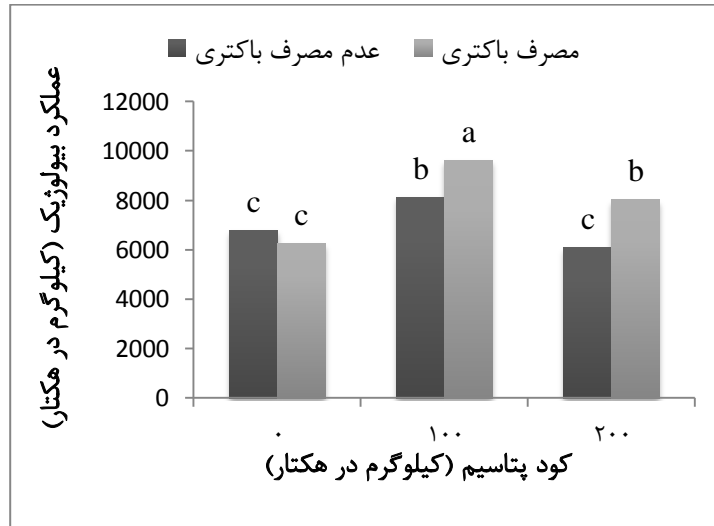 عدم مصرف باکتری مصرف باکتری
عملکرد بیولوژیک (کیلوگرم در هکتار)
12000
10000
8000
6000
4000
2000
0
c c b a c b
۰ ۱۰۰ ۲۰۰
کود پتاسیم (کیلوگرم در هکتار)